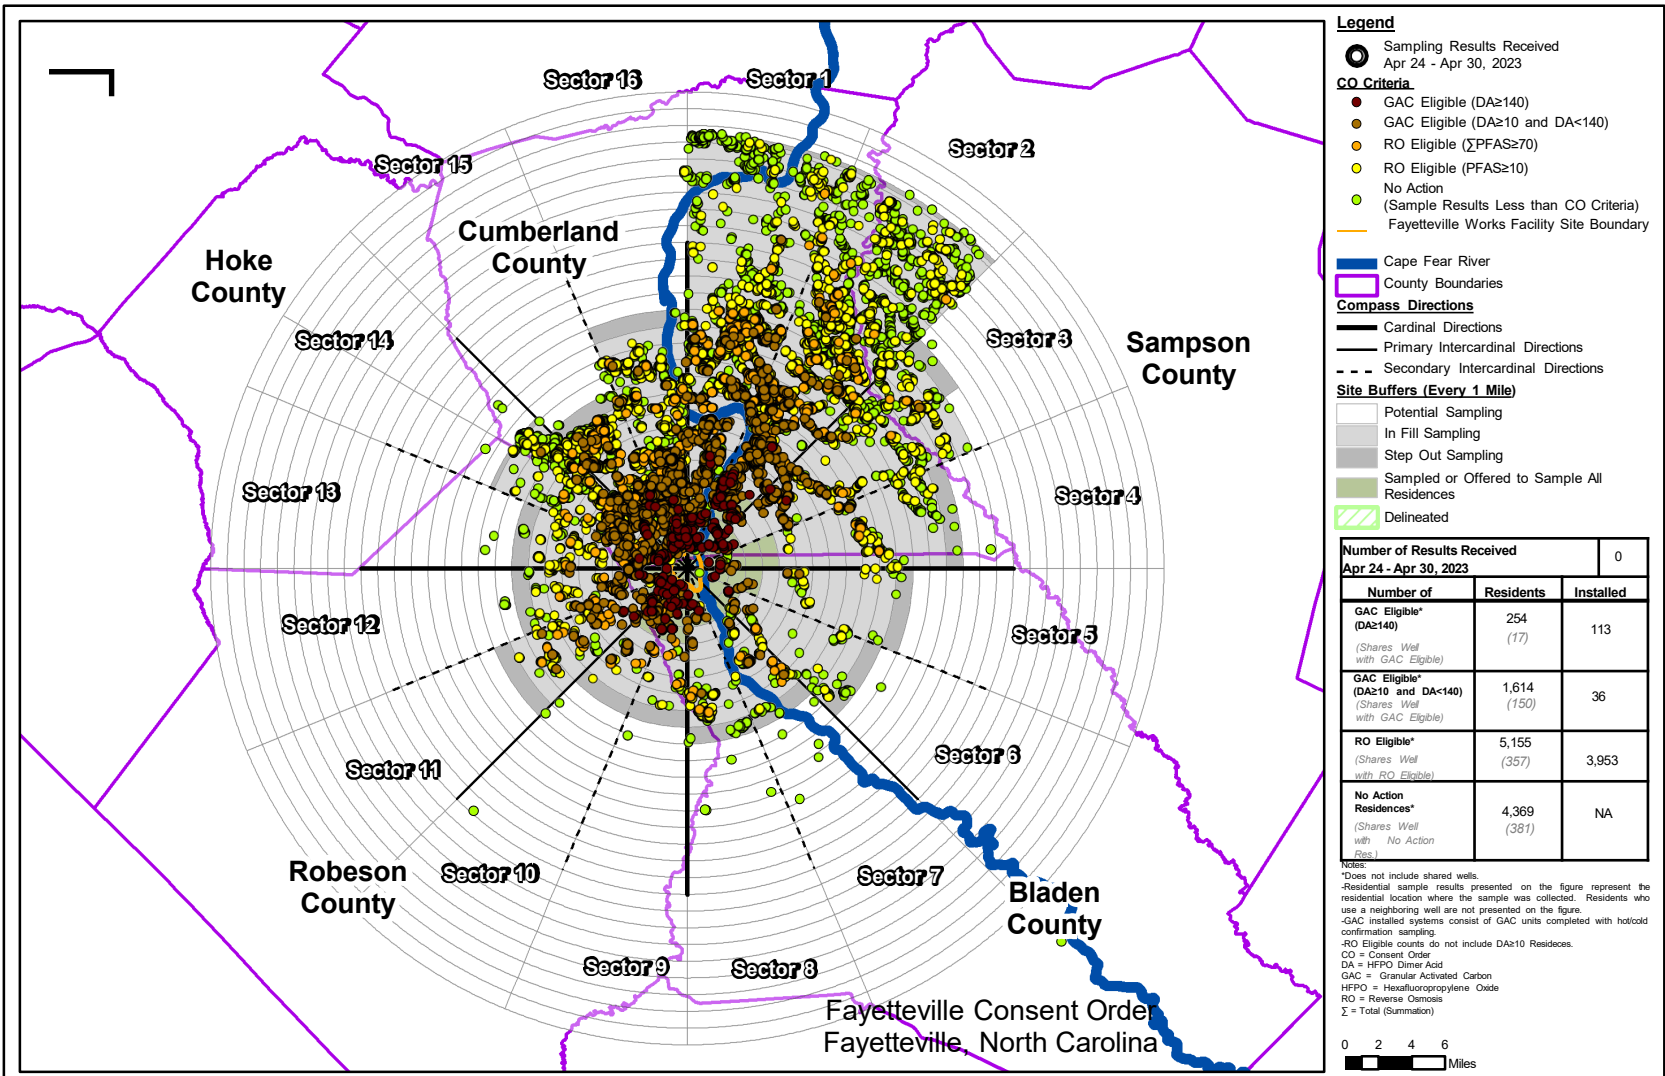 Sector 16
Sector 1
Sector 15
Sector 2
Cumberland
County
Hoke
County
Sector 14
Sector 3
Sampson
County
Sector 13
Sector 4
Sector 12
Sector 5
Sector 11
Sector 6
Robeson
County
Sector 10
Sector 7
Bladen
County
Sector 9
Sector 8
Fayetteville Consent Order
Fayetteville, North Carolina
Legend
Sampling Results Received
Apr 24 - Apr 30, 2023
CO Criteria
GAC Eligible (DA≥140)
GAC Eligible (DA≥10 and DA<140)
RO Eligible (∑PFAS≥70)
RO Eligible (PFAS≥10)
No Action
(Sample Results Less than CO Criteria)
Fayetteville Works Facility Site Boundary
Cape Fear River
County Boundaries
Compass Directions
Cardinal Directions
Primary Intercardinal Directions
Secondary Intercardinal Directions
Site Buffers (Every 1 Mile)
Potential Sampling
In Fill Sampling
Step Out Sampling
Sampled or Offered to Sample All
Residences
Delineated
Number of Results Received
Apr 24 - Apr 30, 2023
0
Number of Residents Installed
GAC Eligible*
(DA≥140)
(Shares Well
with GAC Eligible)
254
(17)
113
GAC Eligible*
(DA≥10 and DA<140)
(Shares Well
with GAC Eligible)
1,614
(150)
36
RO Eligible*
(Shares Well
with RO Eligible)
5,155
(357)
3,953
No Action
Residences*
(Shares Well
with No Action
Res.)
4,369
(381)
NA
Notes:
*Does not include shared wells.
-Residential sample results presented on the figure represent the
residential location where the sample was collected. Residents who
use a neighboring well are not presented on the figure.
-GAC installed systems consist of GAC units completed with hot/cold
confirmation sampling.
-RO Eligible counts do not include DA≥10 Resideces.
CO = Consent Order
DA = HFPO Dimer Acid
GAC = Granular Activated Carbon
HFPO = Hexafluoropropylene Oxide
RO = Reverse Osmosis
∑ = Total (Summation)
0 2 4 6
Miles